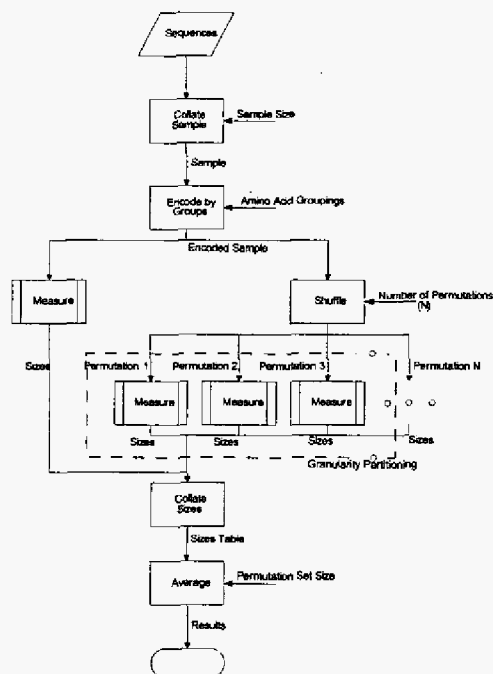 Sequences
Collate
Sample
Sample Size
Sample
Encode by
Groups
Amino Acid Groupings
Encoded Sample
Measure
Shuffle
Number of Permutations
(N)
Sizes
Permutation 1
Permutation 2
Permutation 3
Permutation N
Measure
Measure
Measure
Sizes
Sizes
Sizes
Sizes
Granularity Partitioning
Collate
Sizes
Sizes Table
Average
Permutation Set Size
Results